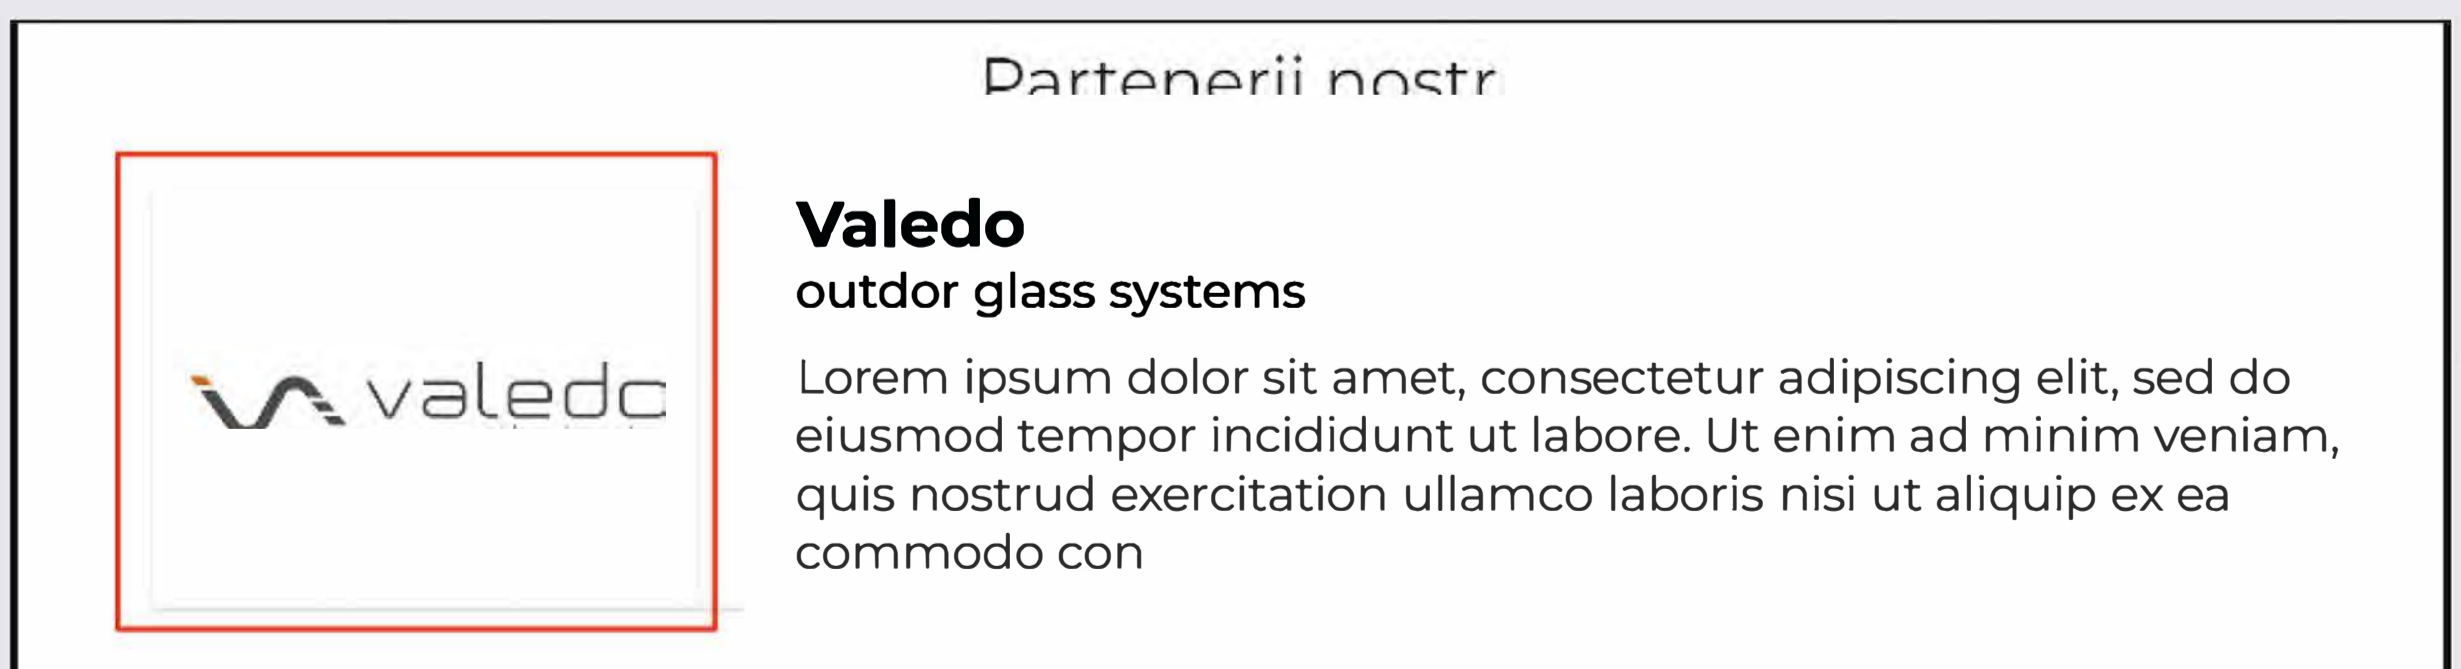 Partenerii nostr
valedo
Valedo
outdor glass systems
Lorem ipsum dolor sit amet, consectetur adipiscing elit, sed do
eiusmod tempor incididunt ut labore. Ut enim ad minim veniam,
quis nostrud exercitation ullamco laboris nisi ut aliquip ex ea
commodo con